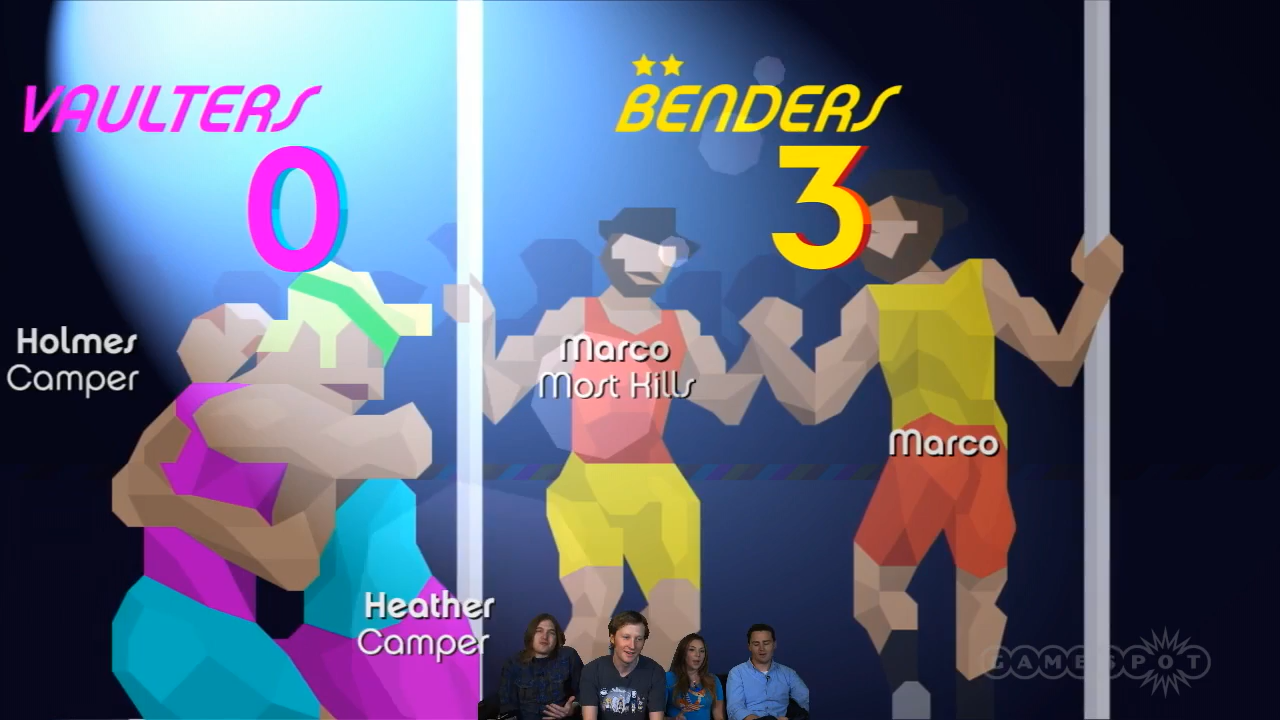 VAULTERS
BENDERS
0
3
Holmes
Camper
Marco
Most Kills
Marco
Heather
Camper
GAMESPOT